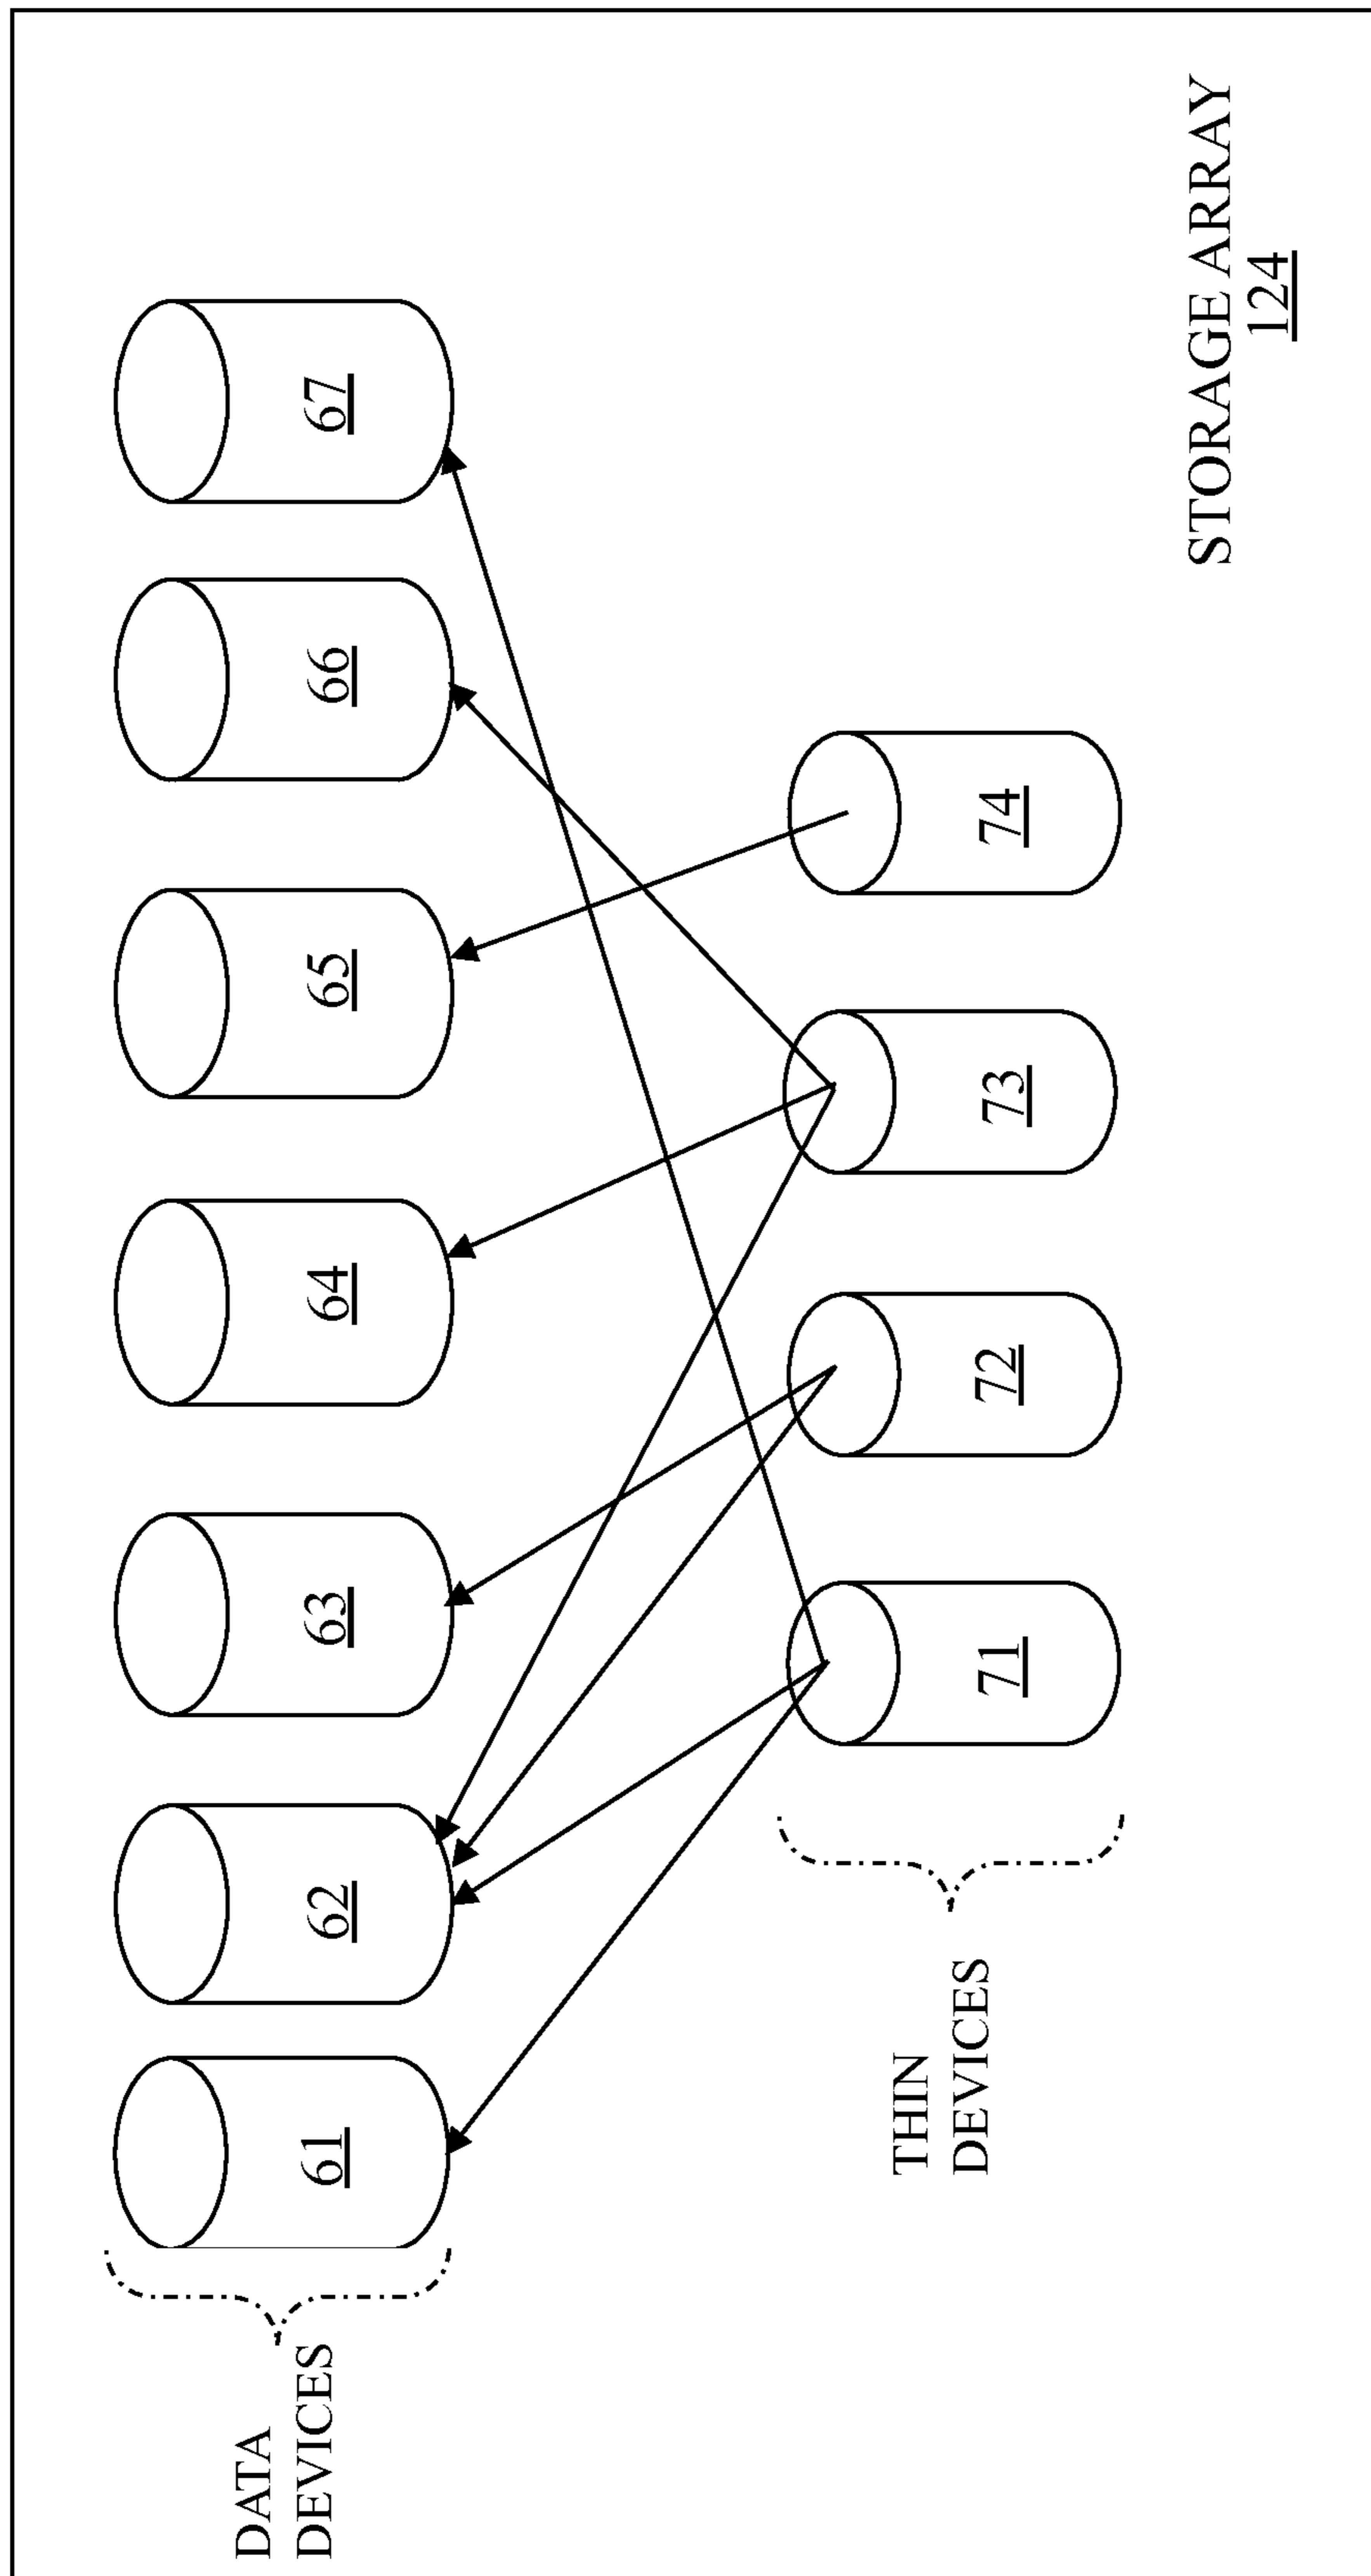 DATA
DEVICES
61
62
63
64
65
66
67
THIN
DEVICES
71
72
73
74
STORAGE ARRAY
124